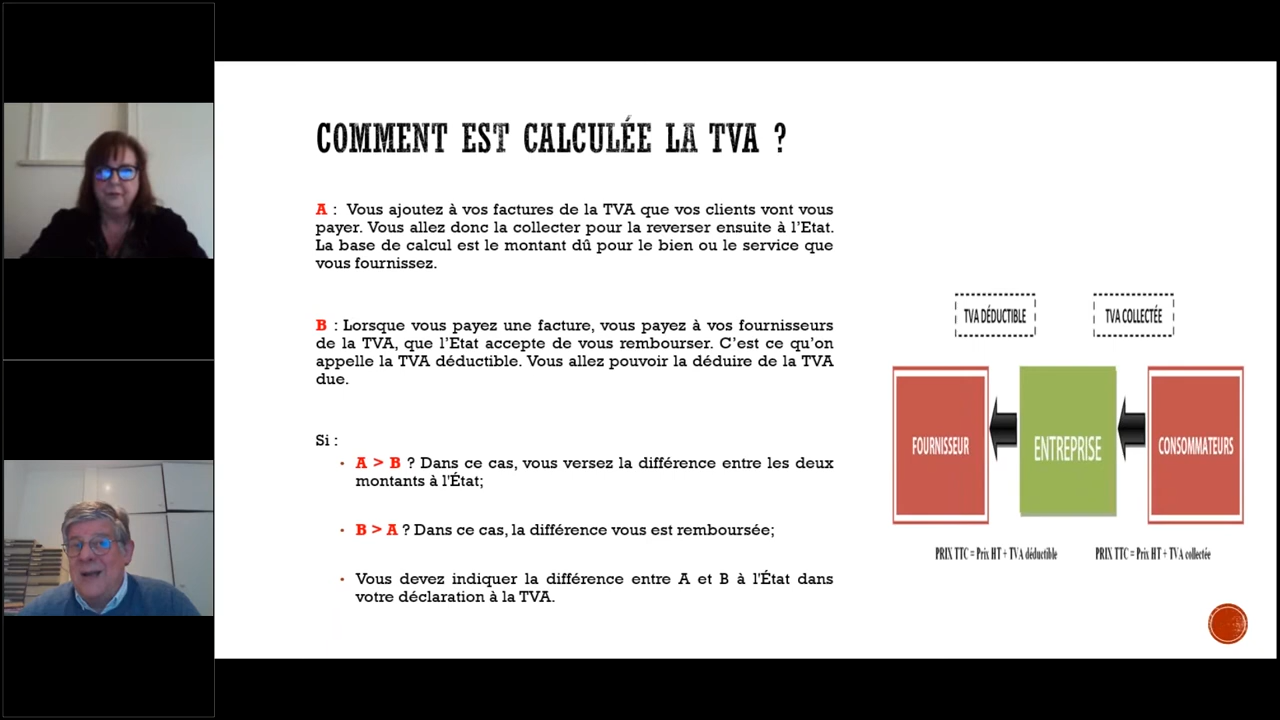 COMMENT EST CALCULÉE LA TVA ?
A : Vous ajoutez à vos factures de la TVA que vos clients vont vous
payer. Vous allez donc la collecter pour la reverser ensuite à l'Etat.
La base de calcul est le montant dû pour le bien ou le service que
vous fournissez.
B : Lorsque vous payez une facture, vous payez à vos fournisseurs
de la TVA, que l'Etat accepte de vous rembourser. C'est ce qu'on
appelle la TVA déductible. Vous allez pouvoir la déduire de la TVA
due.
Si :
• A > B ? Dans ce cas, vous versez la différence entre les deux
montants à l'État;
• B > A ? Dans ce cas, la différence vous est remboursée;
• Vous devez indiquer la différence entre A et B à l'État dans
votre déclaration à la TVA.
TVA DÉDUCTIBLE
TVA COLLECTÉE
FOURNISSEUR
ENTREPRISE
CONSOMMATEURS
PRIX TTC = Prix HT + TVA déductible
PRIX TTC = Prix HT + TVA collectée